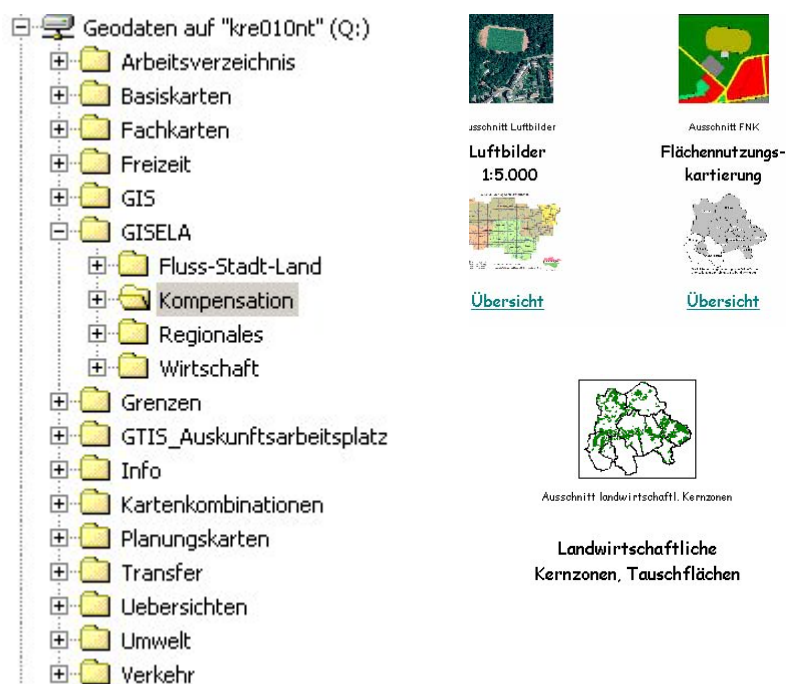 Geodaten auf "kre010nt" (Q:)
Arbeitsverzeichnis
Basiskarten
Fachkarten
Freizeit
GIS
GISELA
Fluss-Stadt-Land
Kompensation
Regionales
Wirtschaft
Grenzen
GTIS_Auskunftsarbeitsplatz
Info
Kartenkombinationen
Planungskarten
Transfer
Uebersichten
Umwelt
Verkehr
usschnitt Luftbilder
Luftbilder
1:5.000
Übersicht
Ausschnitt FNK
Flächennutzungs-
kartierung
Übersicht
Ausschnitt landwirtschaftl. Kernzonen
Landwirtschaftliche
Kernzonen, Tauschflächen